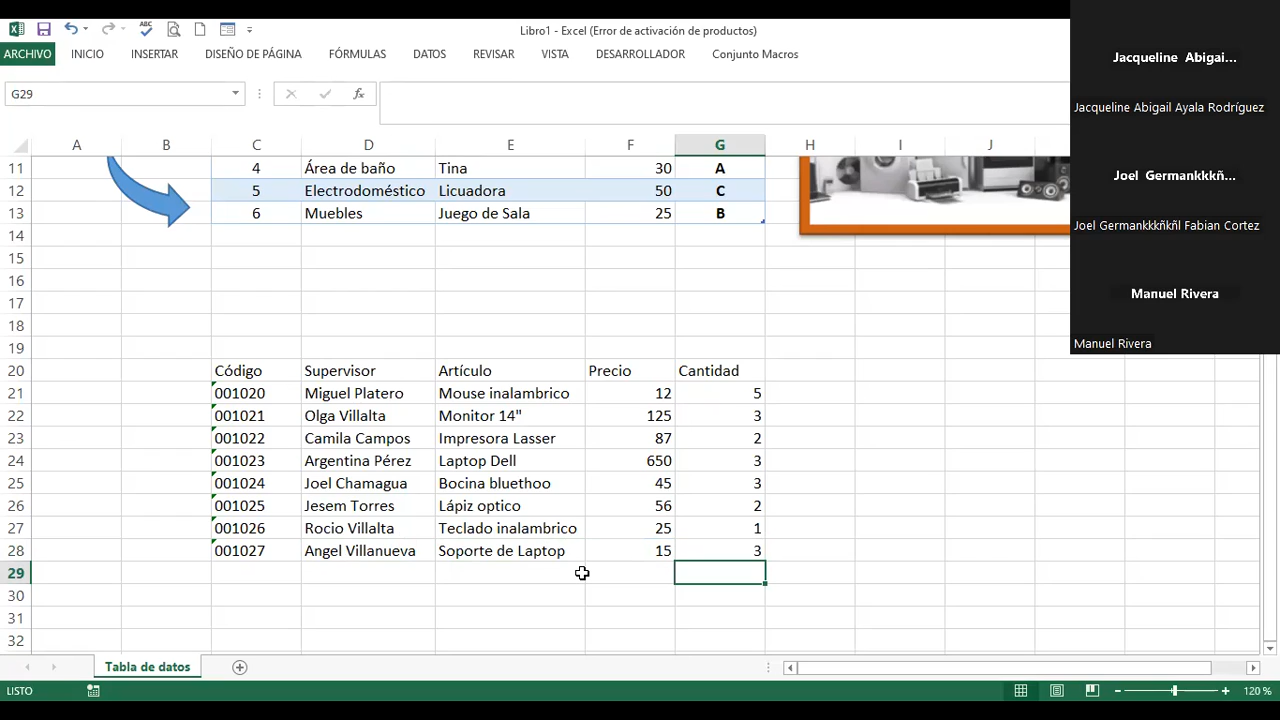 Libro1 - Excel (Error de activación de productos)
ARCHIVO INICIO INSERTAR DISEÑO DE PÁGINA FÓRMULAS DATOS REVISAR VISTA DESARROLLADOR Conjunto Macros
G29 fx
A B C D E F G H I J
11 4 Área de baño Tina 30 A
12 5 Electrodoméstico Licuadora 50 C
13 6 Muebles Juego de Sala 25 B
14
15
16
17
18
19
20 Código Supervisor Artículo Precio Cantidad
21 001020 Miguel Platero Mouse inalambrico 12 5
22 001021 Olga Villalta Monitor 14" 125 3
23 001022 Camila Campos Impresora Lasser 87 2
24 001023 Argentina Pérez Laptop Dell 650 3
25 001024 Joel Chamagua Bocina bluethoo 45 3
26 001025 Jesem Torres Lápiz optico 56 2
27 001026 Rocio Villalta Teclado inalambrico 25 1
28 001027 Angel Villanueva Soporte de Laptop 15 3
29
30
31
32
Tabla de datos
LISTO 120 %
Jacqueline Abigai...
Jacqueline Abigail Ayala Rodríguez
Joel Germankkkñ...
Joel Germankkkñkñl Fabian Cortez
Manuel Rivera
Manuel Rivera